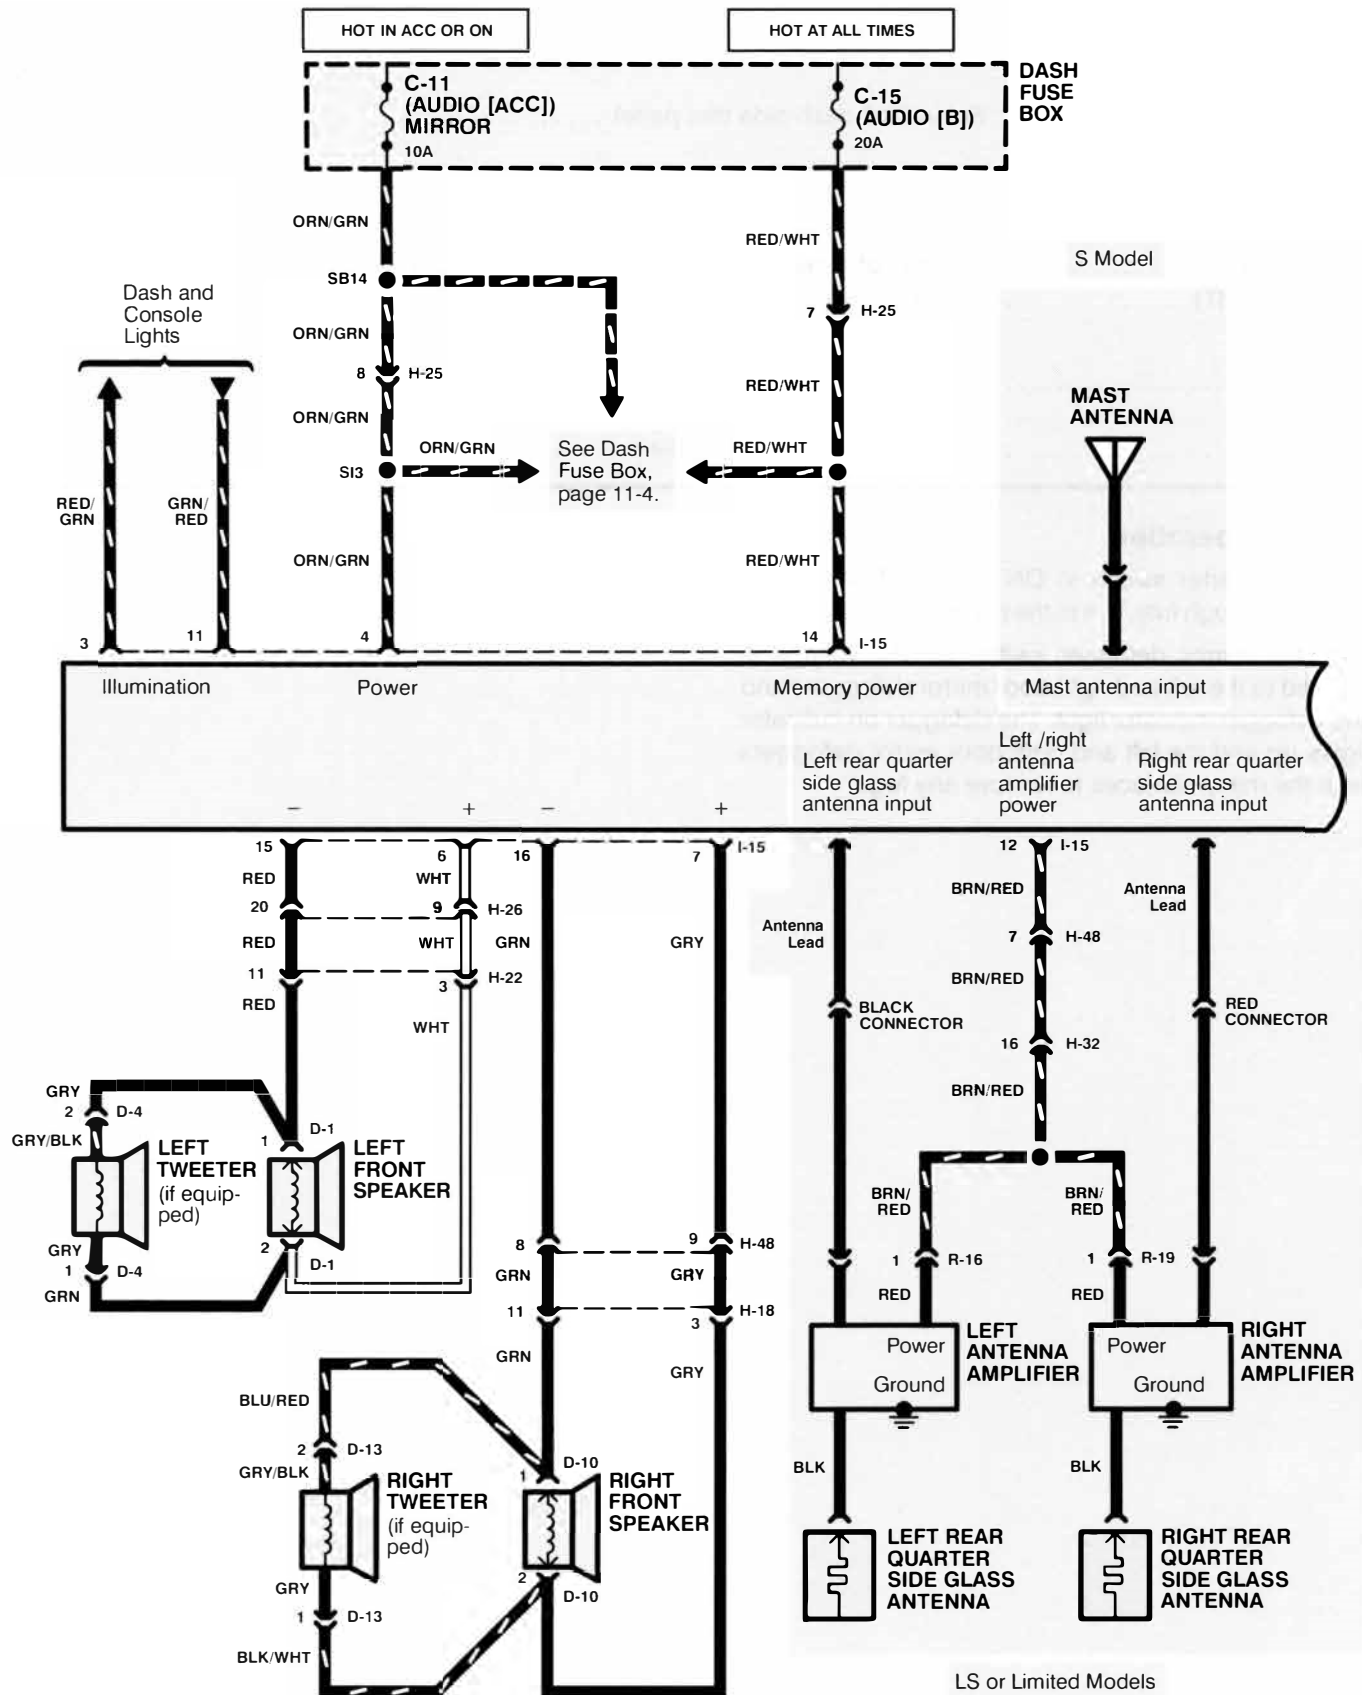 HOT IN ACC OR ON
HOT AT ALL TIMES
C-11
(AUDIO [ACC])
MIRROR
10A
C-15
(AUDIO [B])
20A
DASH
FUSE
BOX
ORN/GRN
RED/WHT
S Model
SB14
Dash and
Console
Lights
7
H-25
ORN/GRN
8
H-25
RED/WHT
MAST
ANTENNA
ORN/GRN
ORN/GRN
See Dash
Fuse Box,
page 11-4.
RED/WHT
SI3
RED/
GRN
GRN/
RED
ORN/GRN
RED/WHT
3
11
4
14
I-15
Illumination
Power
Memory power
Mast antenna input
Left rear quarter
side glass
antenna input
Left /right
antenna
amplifier
power
Right rear quarter
side glass
antenna input
−
+
−
+
15
6
16
7
I-15
12
I-15
RED
WHT
BRN/RED
Antenna
Lead
20
9
H-26
Antenna
Lead
7
H-48
RED
WHT
GRN
GRY
11
3
H-22
BRN/RED
RED
WHT
BLACK
CONNECTOR
RED
CONNECTOR
16
H-32
BRN/RED
GRY
2
D-4
GRY/BLK
D-1
1
LEFT
TWEETER
(if equip-
ped)
LEFT
FRONT
SPEAKER
BRN/
RED
BRN/
RED
GRY
1
D-4
GRN
2
D-1
8
9
H-48
1
R-16
1
R-19
GRN
GRY
RED
RED
11
3
H-18
GRN
GRY
Power
Ground
LEFT
ANTENNA
AMPLIFIER
Power
Ground
RIGHT
ANTENNA
AMPLIFIER
BLU/RED
2
D-13
GRY/BLK
D-10
1
RIGHT
TWEETER
(if equip-
ped)
RIGHT
FRONT
SPEAKER
BLK
BLK
LEFT REAR
QUARTER
SIDE GLASS
ANTENNA
RIGHT REAR
QUARTER
SIDE GLASS
ANTENNA
GRY
1
D-13
BLK/WHT
2
D-10
LS or Limited Models